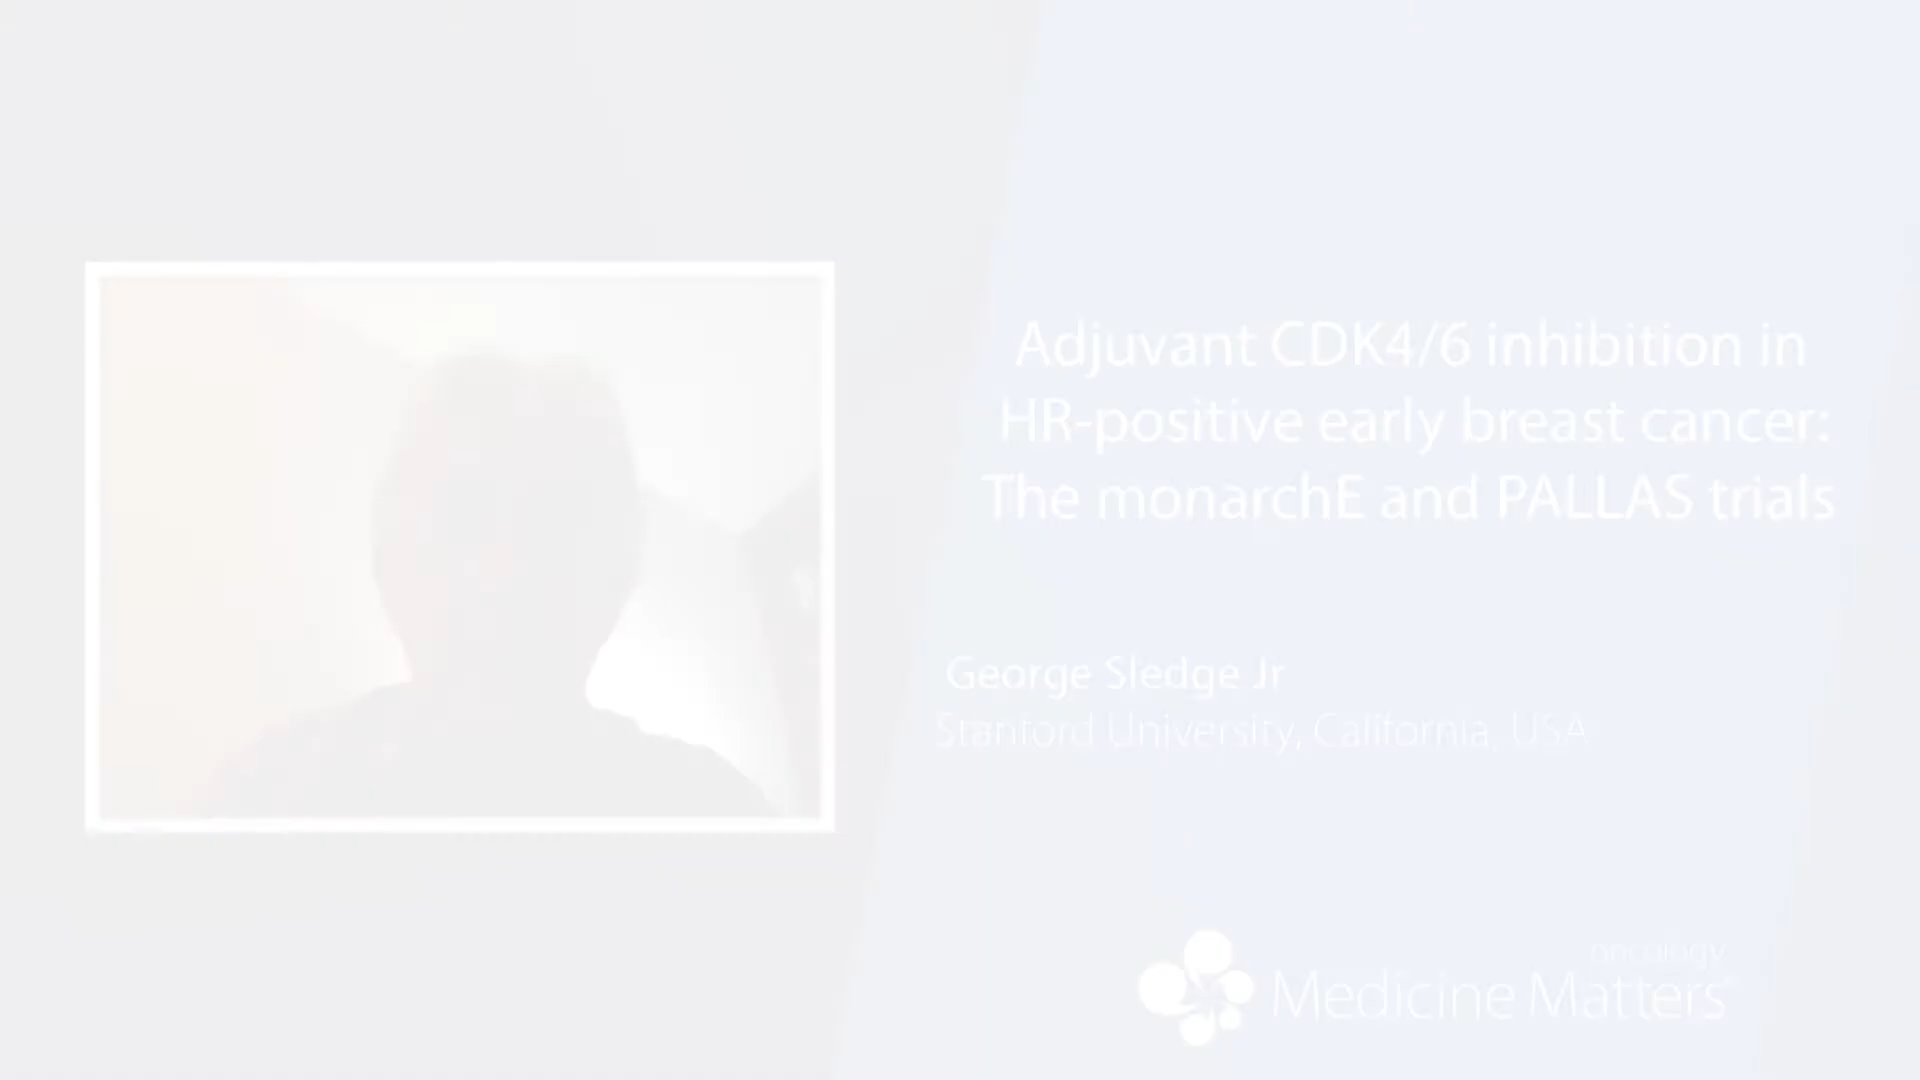 Adjuvant CDK4/6 inhibition in
HR-positive early breast cancer:
The monarchE and PALLAS trials
George Sledge Jr
Stanford University, California, USA
oncology
Medicine Matters